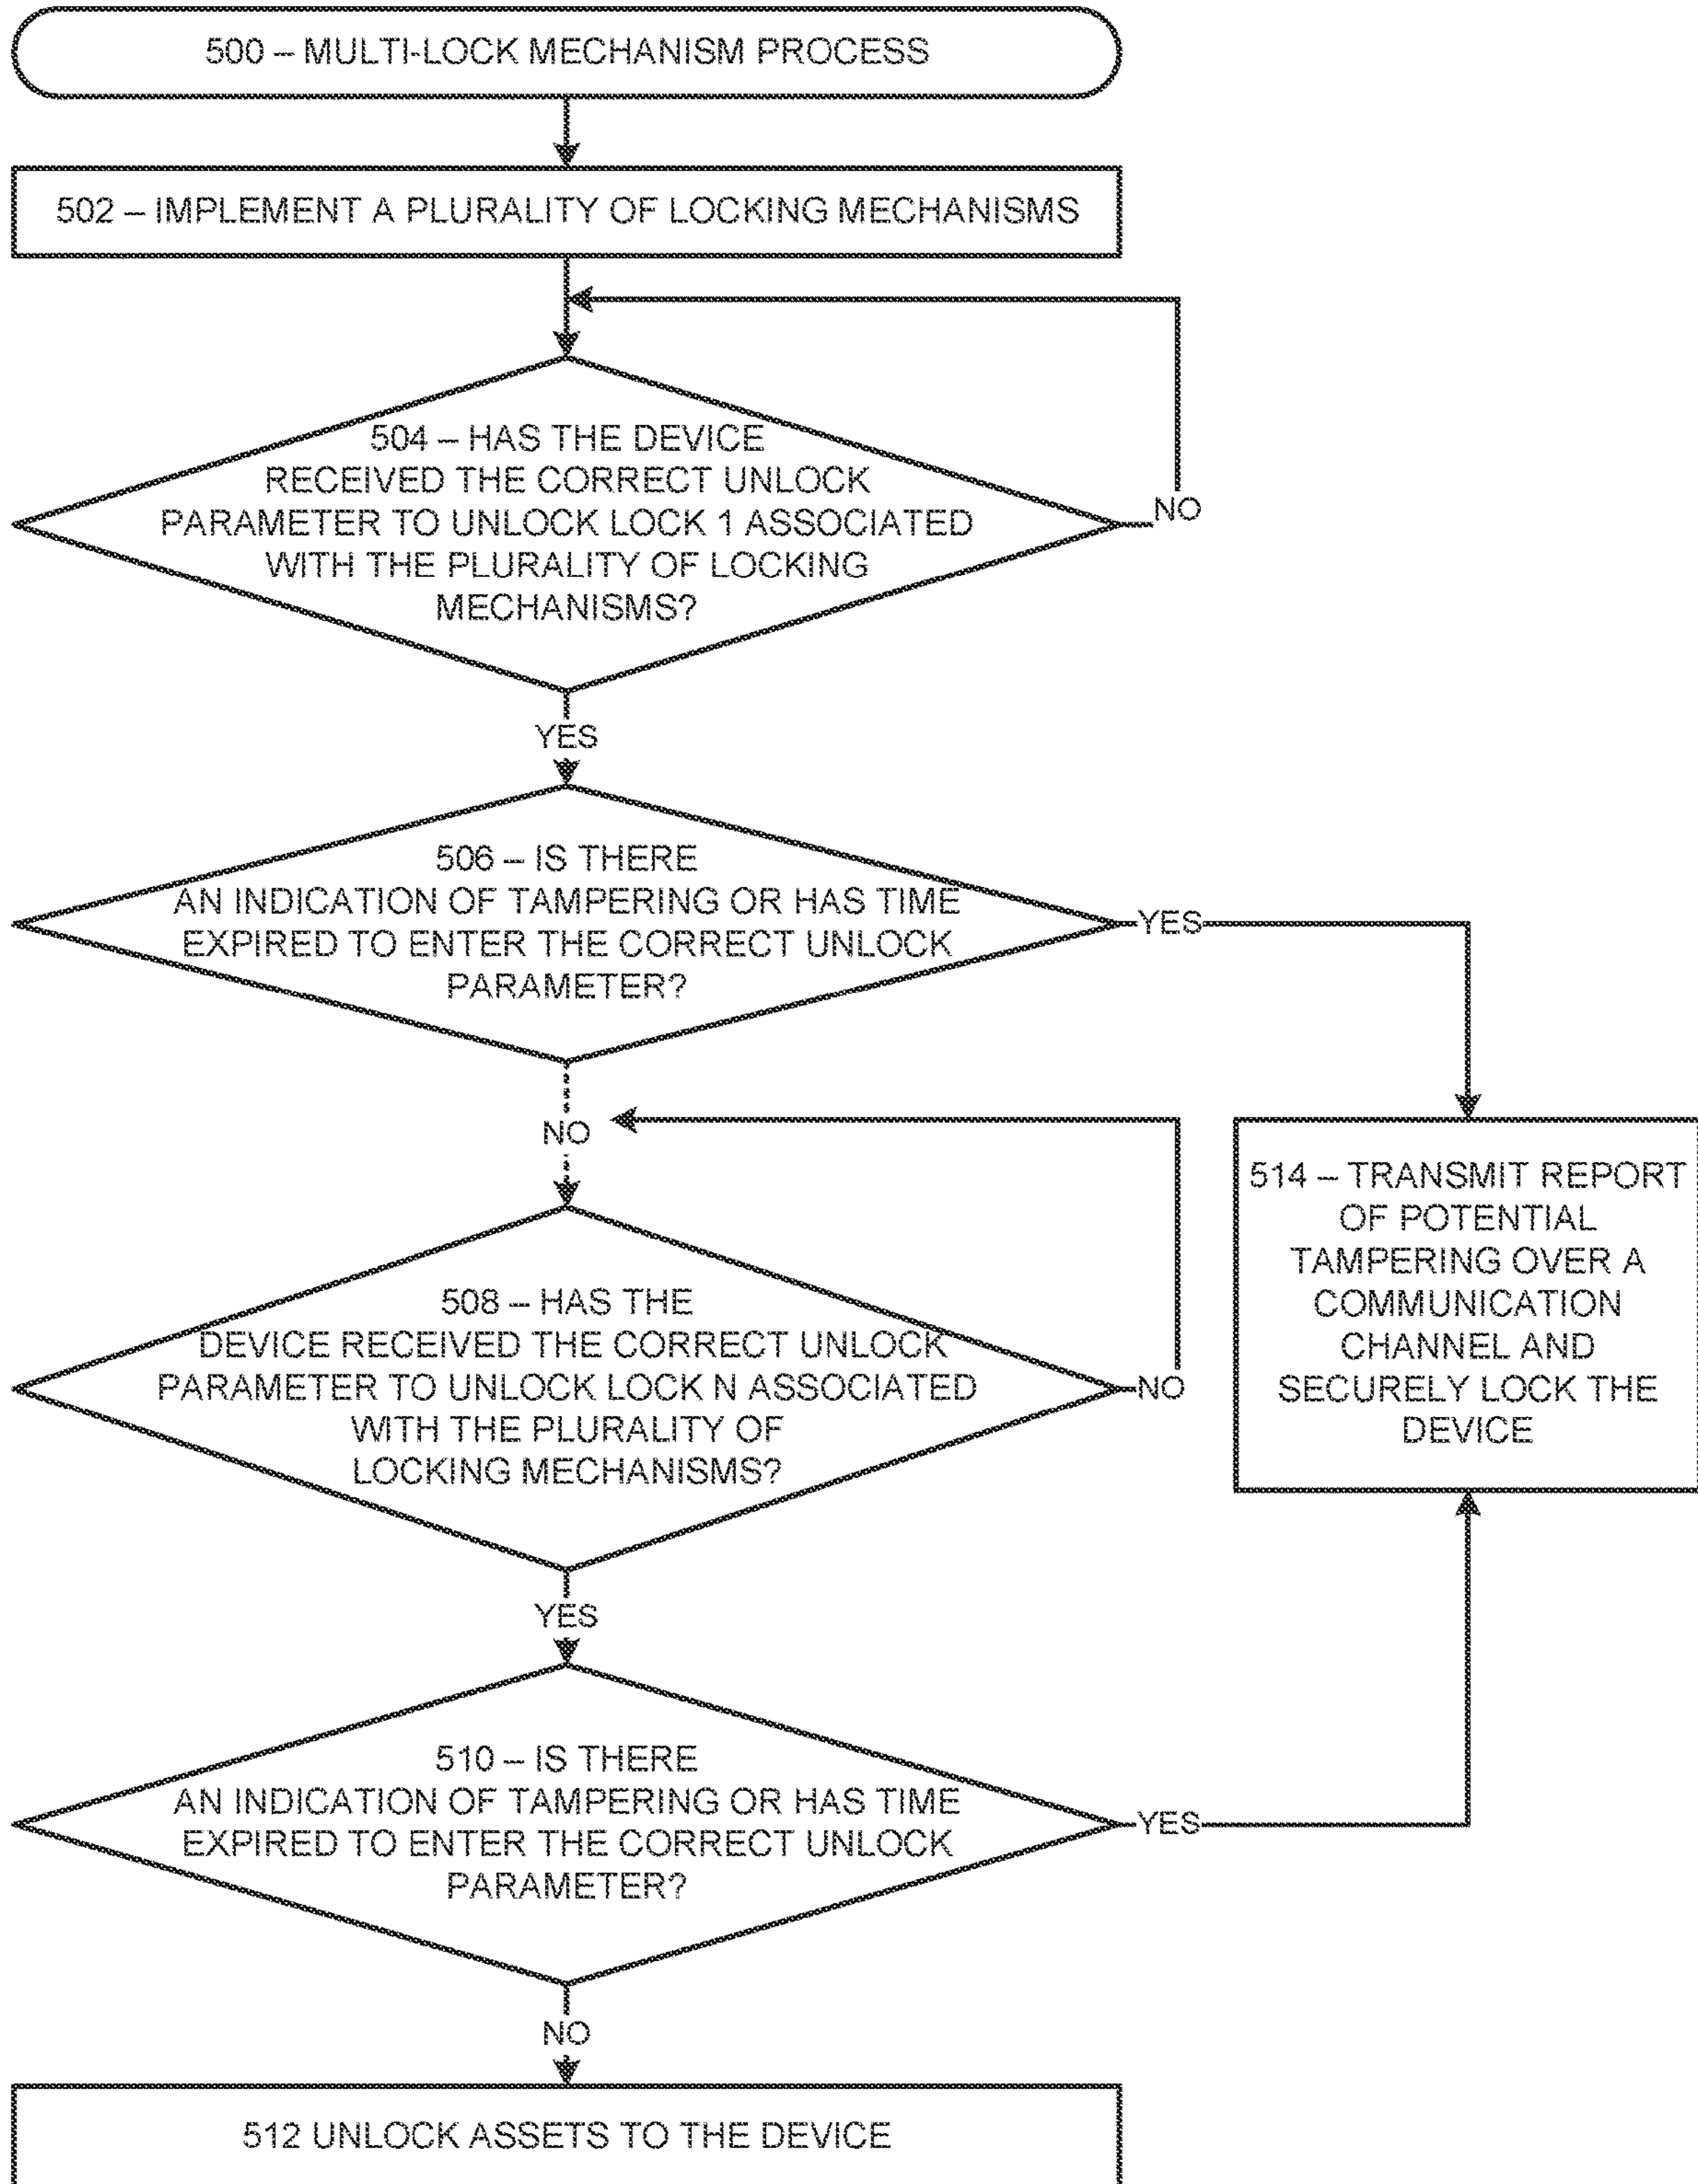 500 – MULTI-LOCK MECHANISM PROCESS
502 – IMPLEMENT A PLURALITY OF LOCKING MECHANISMS
504 – HAS THE DEVICE
RECEIVED THE CORRECT UNLOCK
PARAMETER TO UNLOCK LOCK 1 ASSOCIATED
WITH THE PLURALITY OF LOCKING
MECHANISMS?
NO
YES
506 – IS THERE
AN INDICATION OF TAMPERING OR HAS TIME
EXPIRED TO ENTER THE CORRECT UNLOCK
PARAMETER?
YES
NO
514 – TRANSMIT REPORT
OF POTENTIAL
TAMPERING OVER A
COMMUNICATION
CHANNEL AND
SECURELY LOCK THE
DEVICE
508 – HAS THE
DEVICE RECEIVED THE CORRECT UNLOCK
PARAMETER TO UNLOCK LOCK N ASSOCIATED
WITH THE PLURALITY OF
LOCKING MECHANISMS?
NO
YES
510 – IS THERE
AN INDICATION OF TAMPERING OR HAS TIME
EXPIRED TO ENTER THE CORRECT UNLOCK
PARAMETER?
YES
NO
512 UNLOCK ASSETS TO THE DEVICE